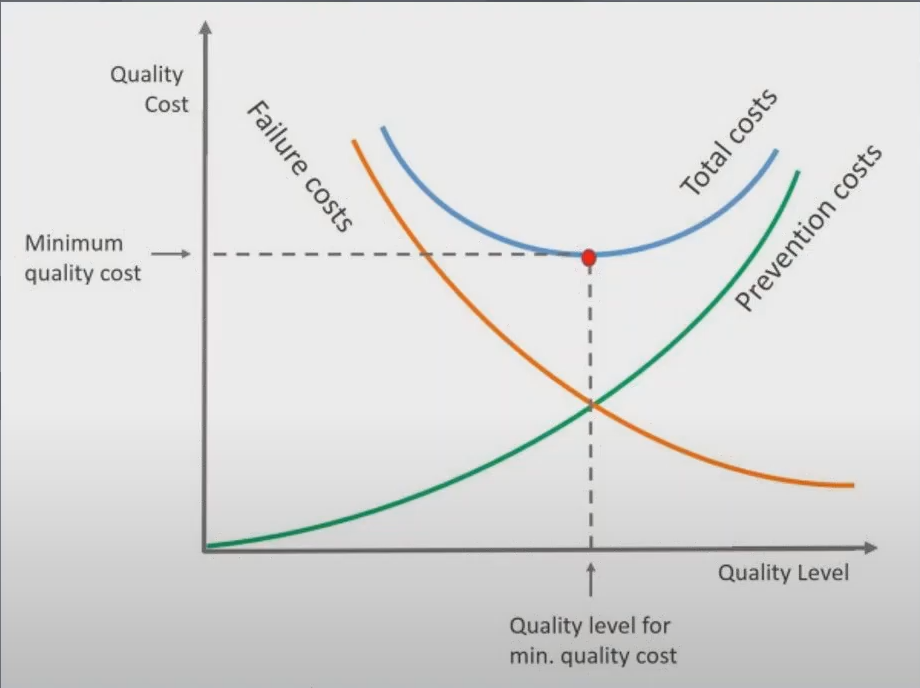 Quality
Cost
Failure costs
Total costs
Prevention costs
Minimum
quality cost
Quality Level
Quality level for
min. quality cost